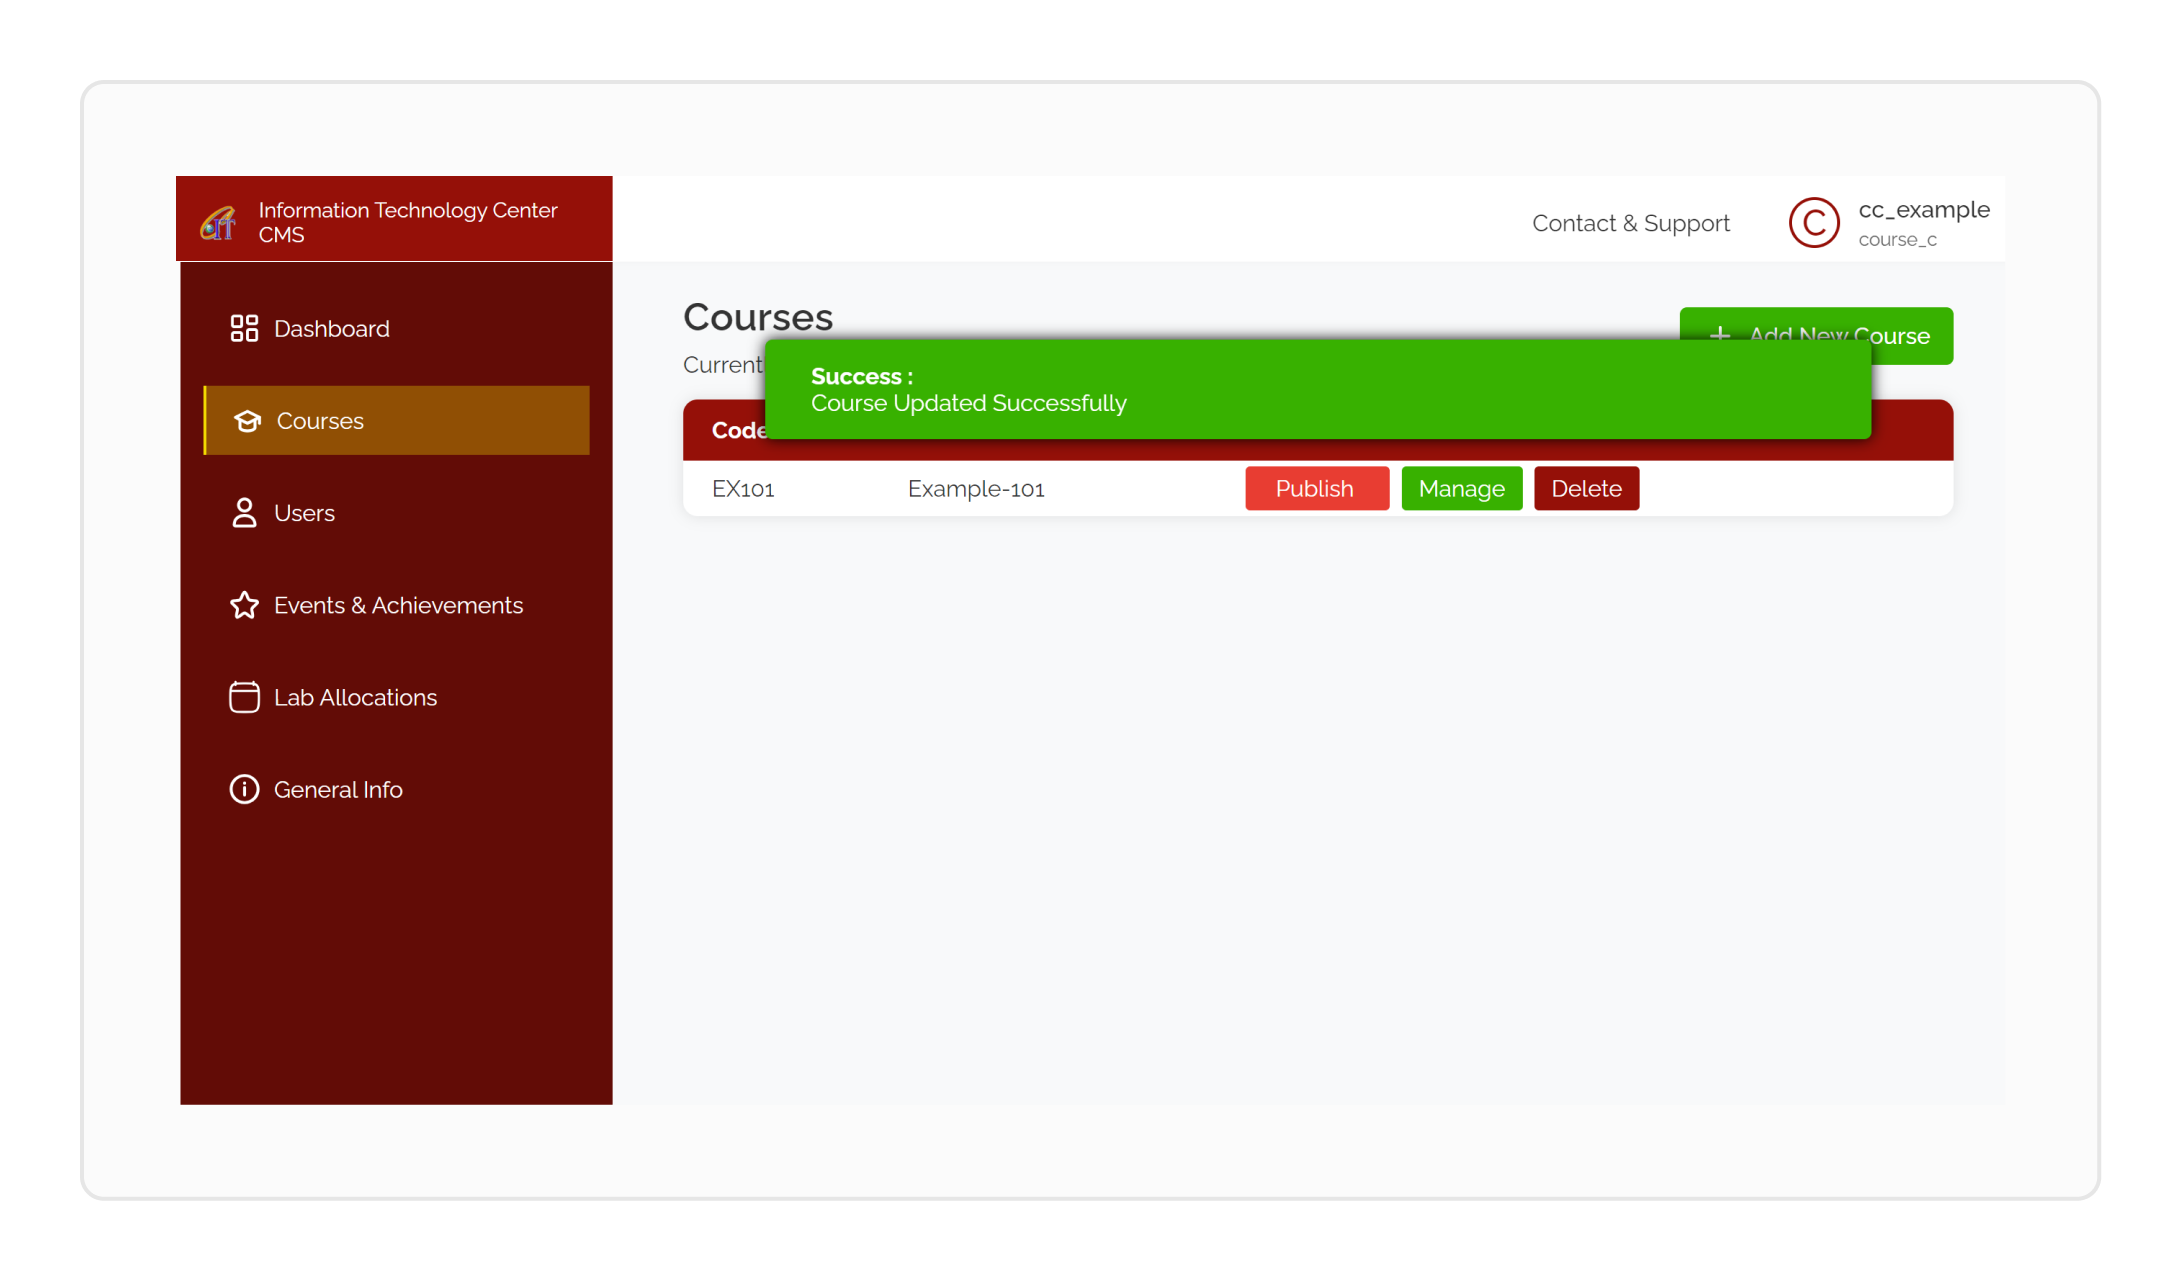 Information Technology Center
CMS
Contact & Support
C
cc_example
course_c
Dashboard
Courses
Users
Events & Achievements
Lab Allocations
General Info
Courses
Add New Course
Current
Success :
Course Updated Successfully
Code
EX101 Example-101 Publish Manage Delete